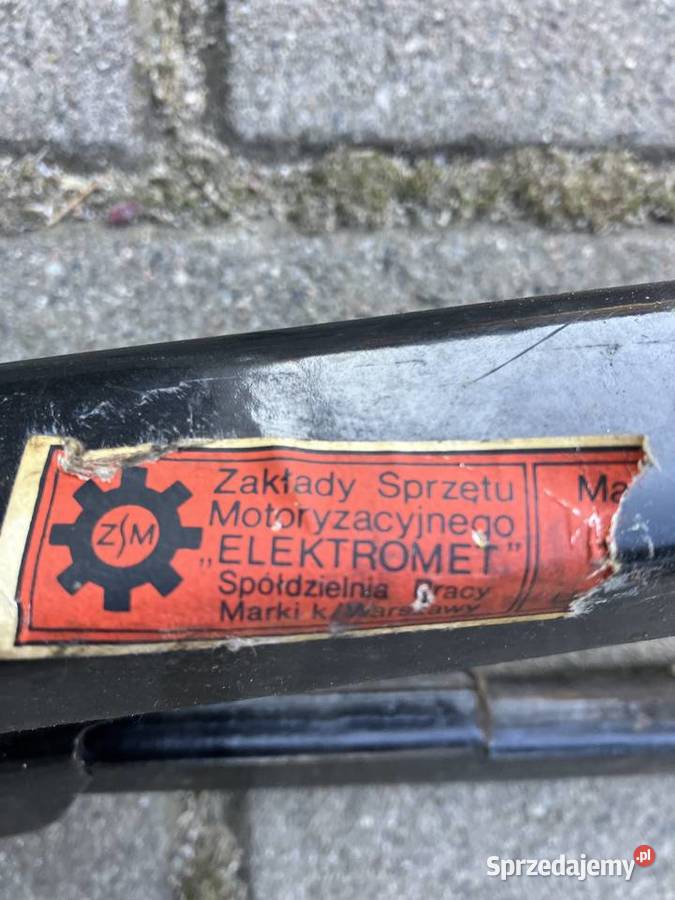 ZSM
Zakłady Sprzętu
Motoryzacyjnego
„ELEKTROMET”
Spółdzielnia Pracy
Marki k/Warszawy
Ma
Sprzedajemy.pl